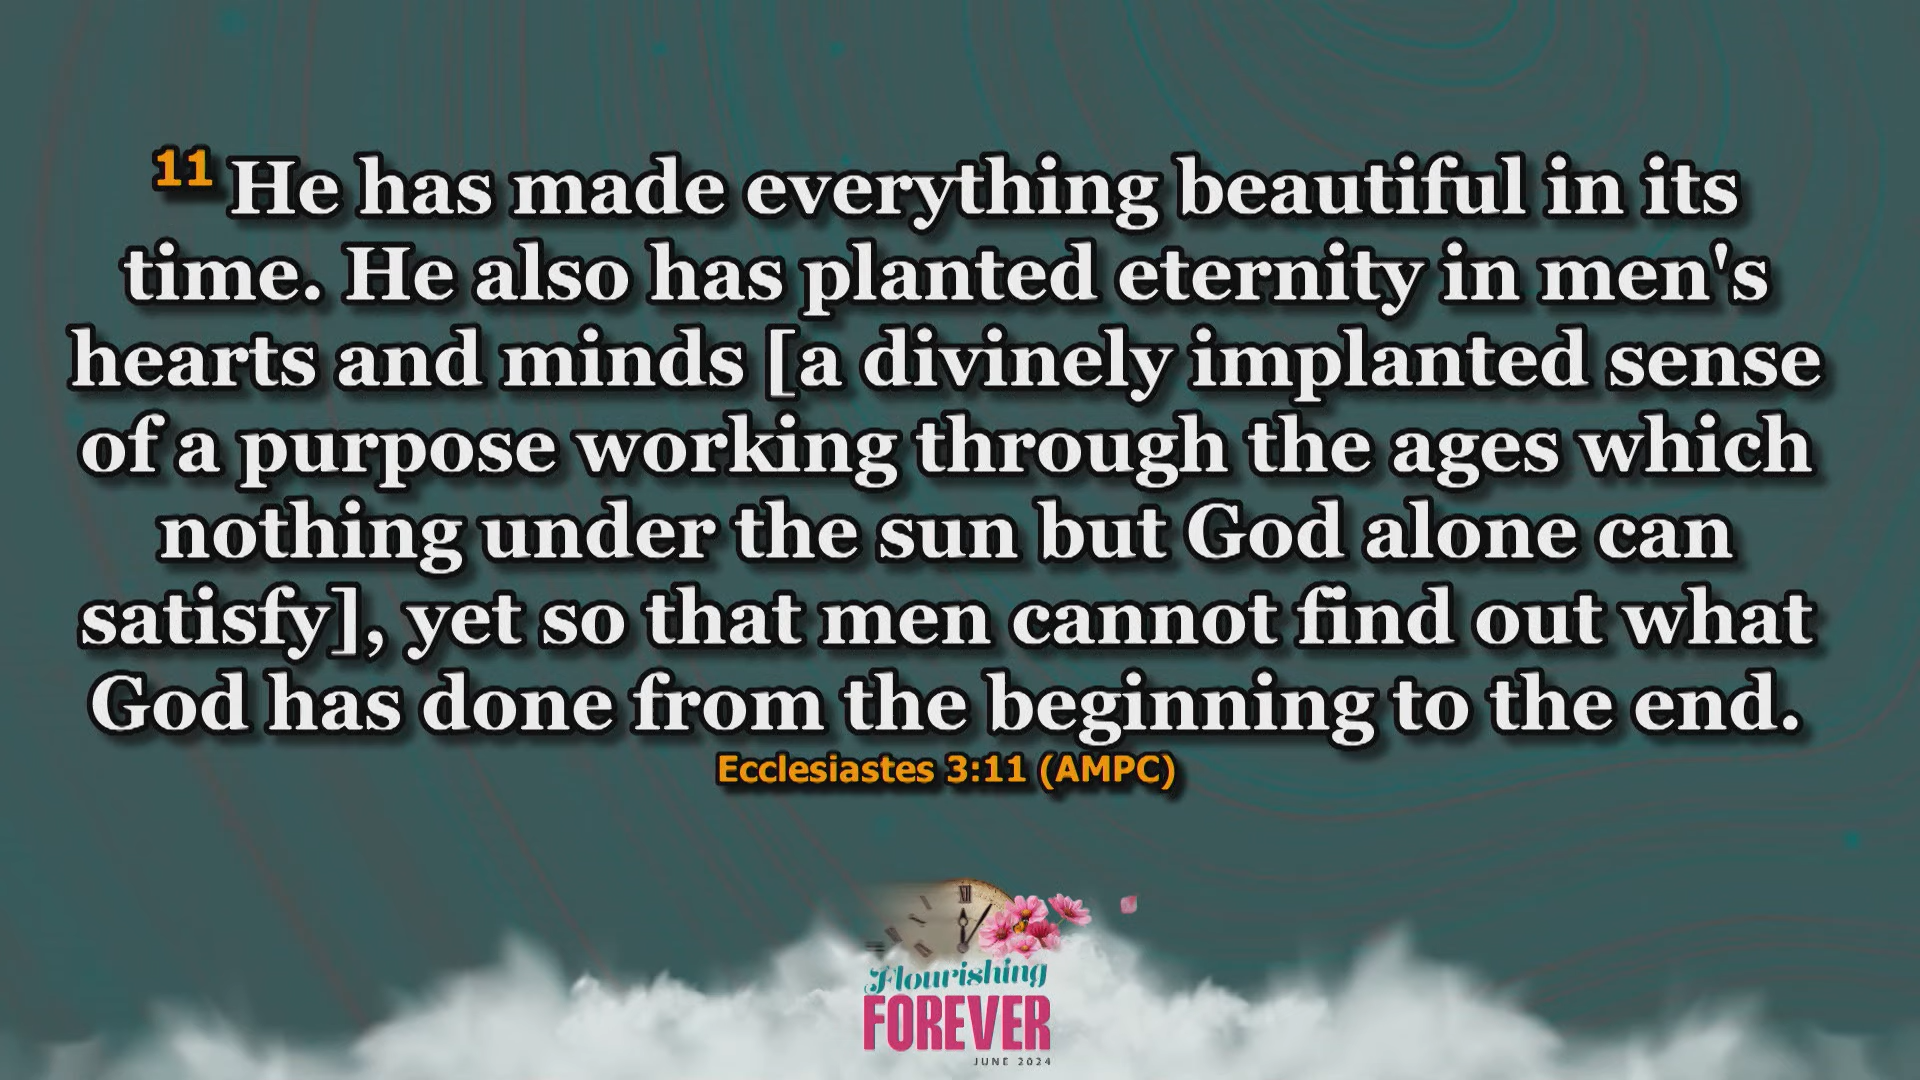 11 He has made everything beautiful in its
time. He also has planted eternity in men's
hearts and minds [a divinely implanted sense
of a purpose working through the ages which
nothing under the sun but God alone can
satisfy], yet so that men cannot find out what
God has done from the beginning to the end.
Ecclesiastes 3:11 (AMPC)
XII
Flourishing
FOREVER
JUNE 2024